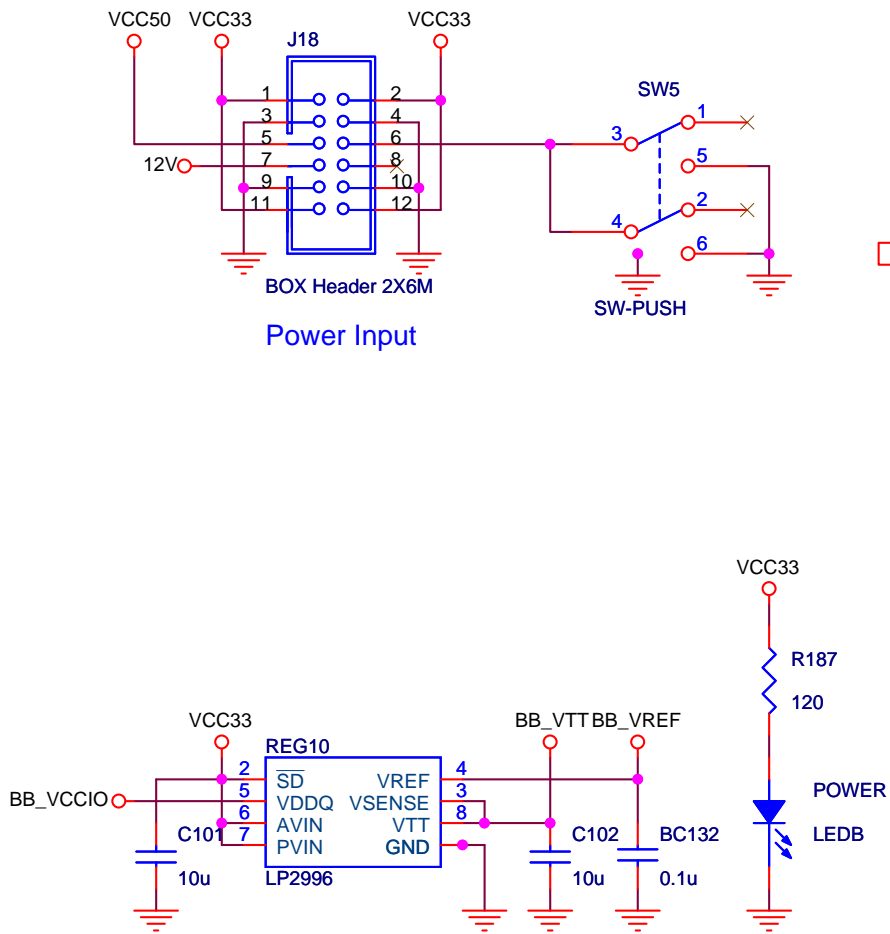 VCC50 VCC33 VCC33
J18
SW5
1 2
1
3 4
3
5 6
12V 7 8
5
9 10
2
11 12
4
6
BOX Header 2X6M
SW-PUSH
Power Input
VCC33
R187
120
VCC33 BB_VTT BB_VREF
REG10
2 SD VREF 4
POWER
BB_VCCIO 5 VDDQ VSENSE 3
6 AVIN VTT 8
C101 C102 BC132 LEDB
7 PVIN GND
10u LP2996 10u 0.1u